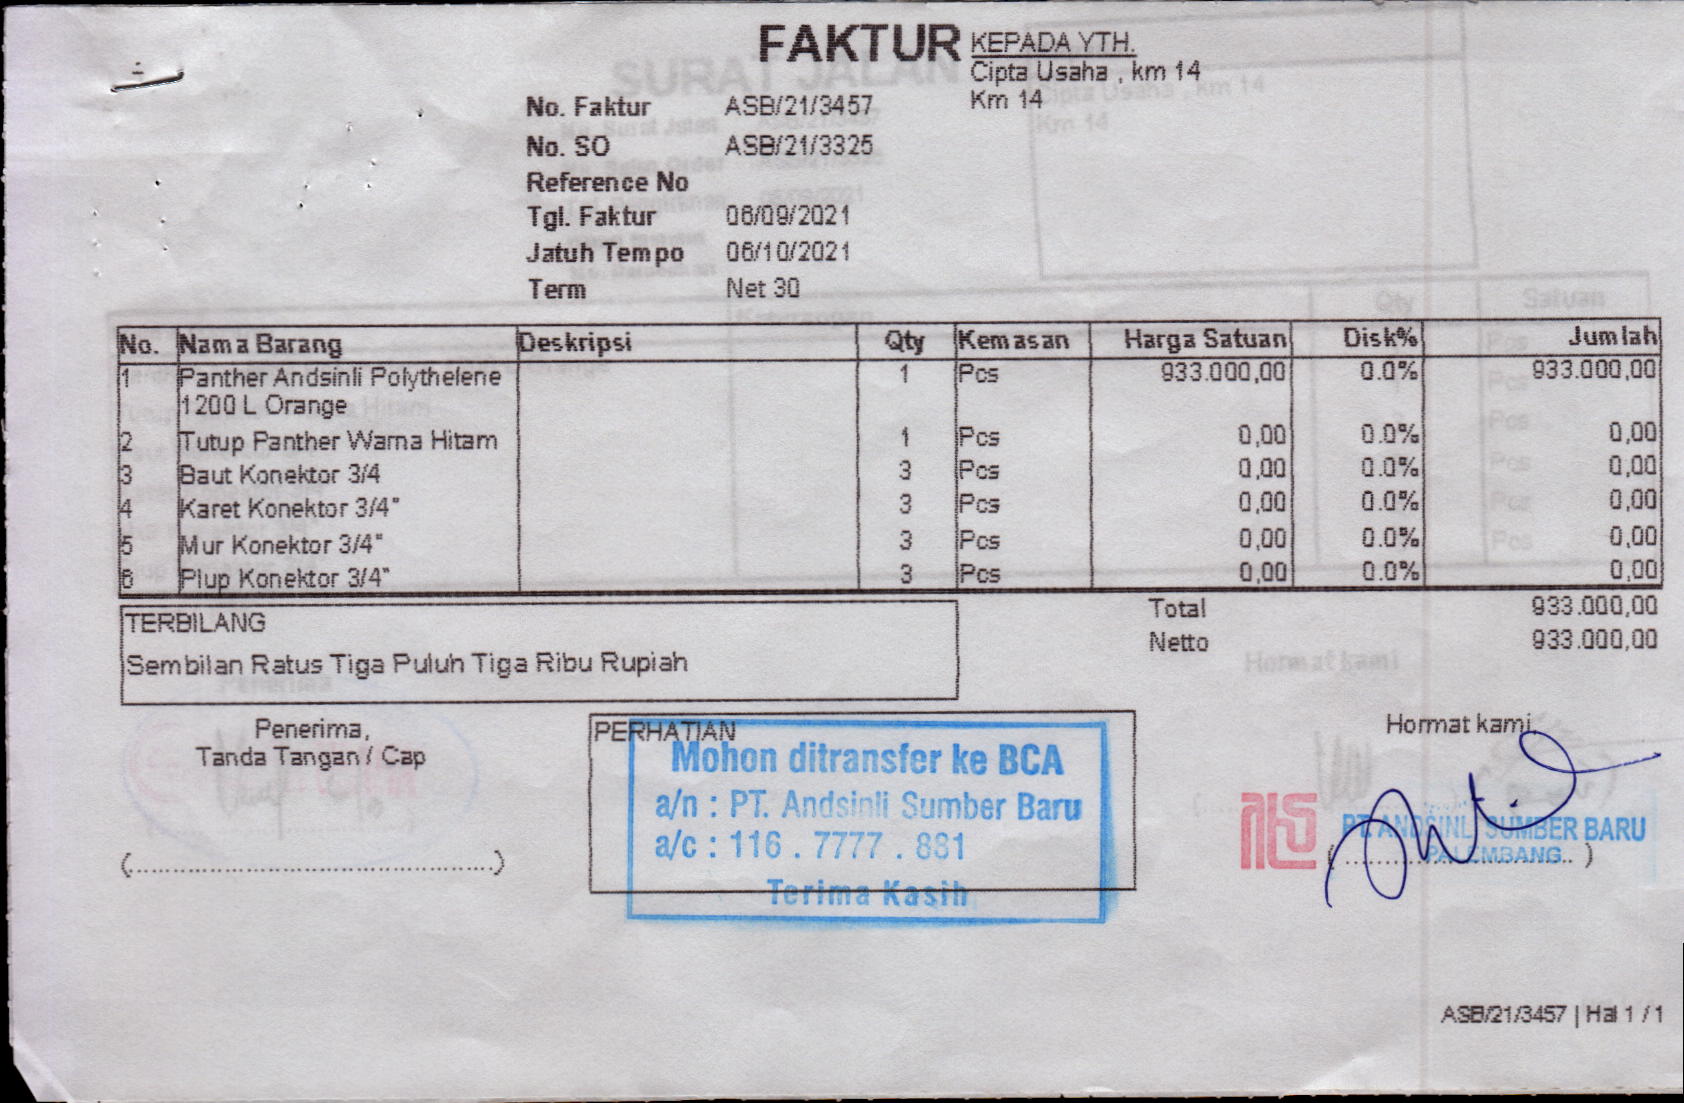 FAKTUR
KEPADA YTH.
Cipta Usaha , km 14
Km 14
No. Faktur ASB/21/3457
No. SO ASB/21/3325
Reference No
Tgl. Faktur 06/09/2021
Jatuh Tempo 06/10/2021
Term Net 30
No. Nama Barang Deskripsi Qty Kemasan Harga Satuan Disk% Jumlah
1 Panther Andsinli Polythelene 1 Pcs 933.000,00 0.0% 933.000,00
1200 L Orange
2 Tutup Panther Warna Hitam 1 Pcs 0,00 0.0% 0,00
3 Baut Konektor 3/4 3 Pcs 0,00 0.0% 0,00
4 Karet Konektor 3/4" 3 Pcs 0,00 0.0% 0,00
5 Mur Konektor 3/4" 3 Pcs 0,00 0.0% 0,00
6 Plup Konektor 3/4" 3 Pcs 0,00 0.0% 0,00
Total 933.000,00
Netto 933.000,00
TERBILANG
Sembilan Ratus Tiga Puluh Tiga Ribu Rupiah
Penerima,
Tanda Tangan / Cap
(..................................................)
PERHATIAN
Mohon ditransfer ke BCA
a/n : PT. Andsinli Sumber Baru
a/c : 116 . 7777 . 881
Terima Kasih
Hormat kami,
PT. ANDSINLI SUMBER BARU
PALEMBANG
ASB/21/3457 | Hal 1 / 1